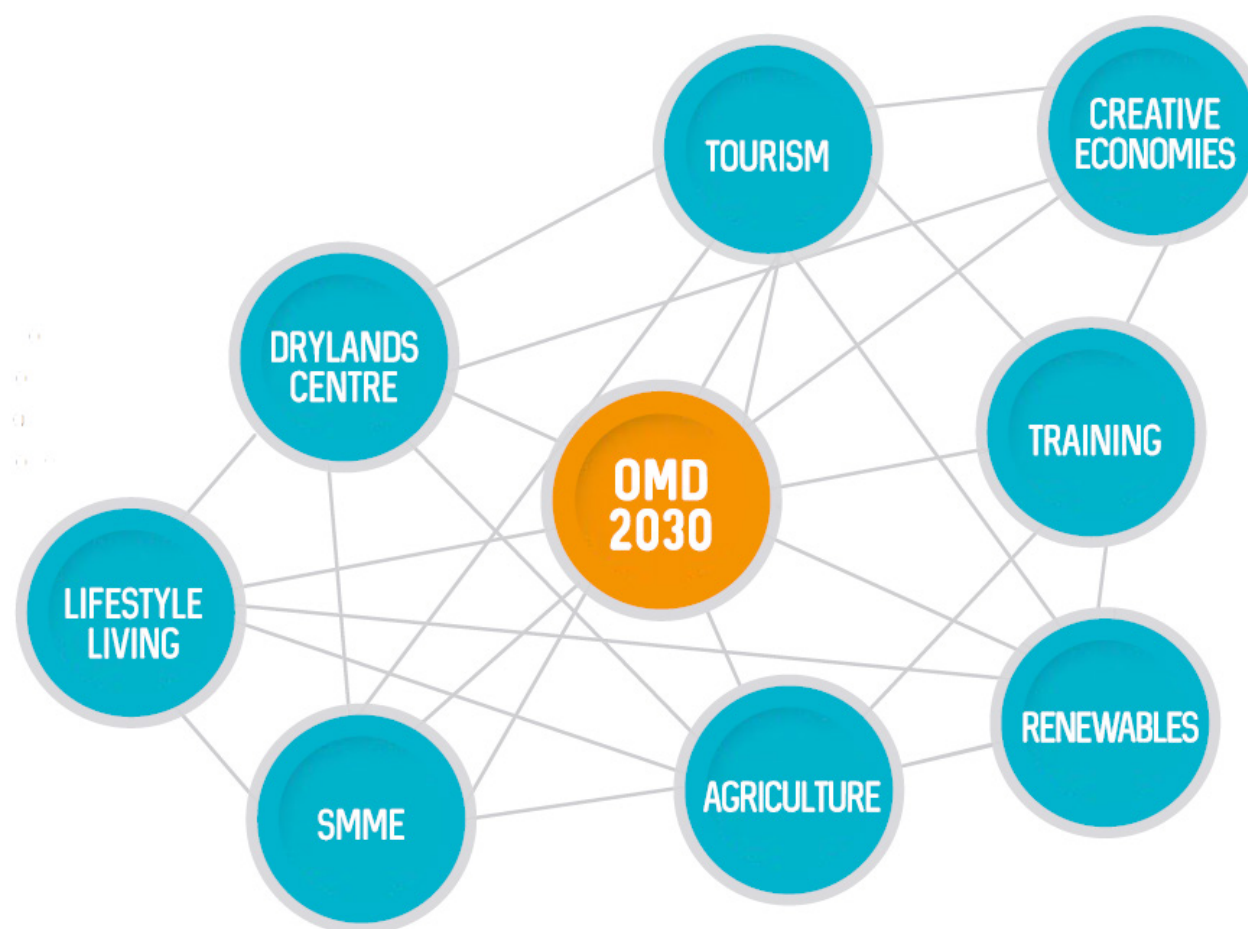 TOURISM
CREATIVE
ECONOMIES
DRYLANDS
CENTRE
OMD
2030
TRAINING
LIFESTYLE
LIVING
SMME
AGRICULTURE
RENEWABLES